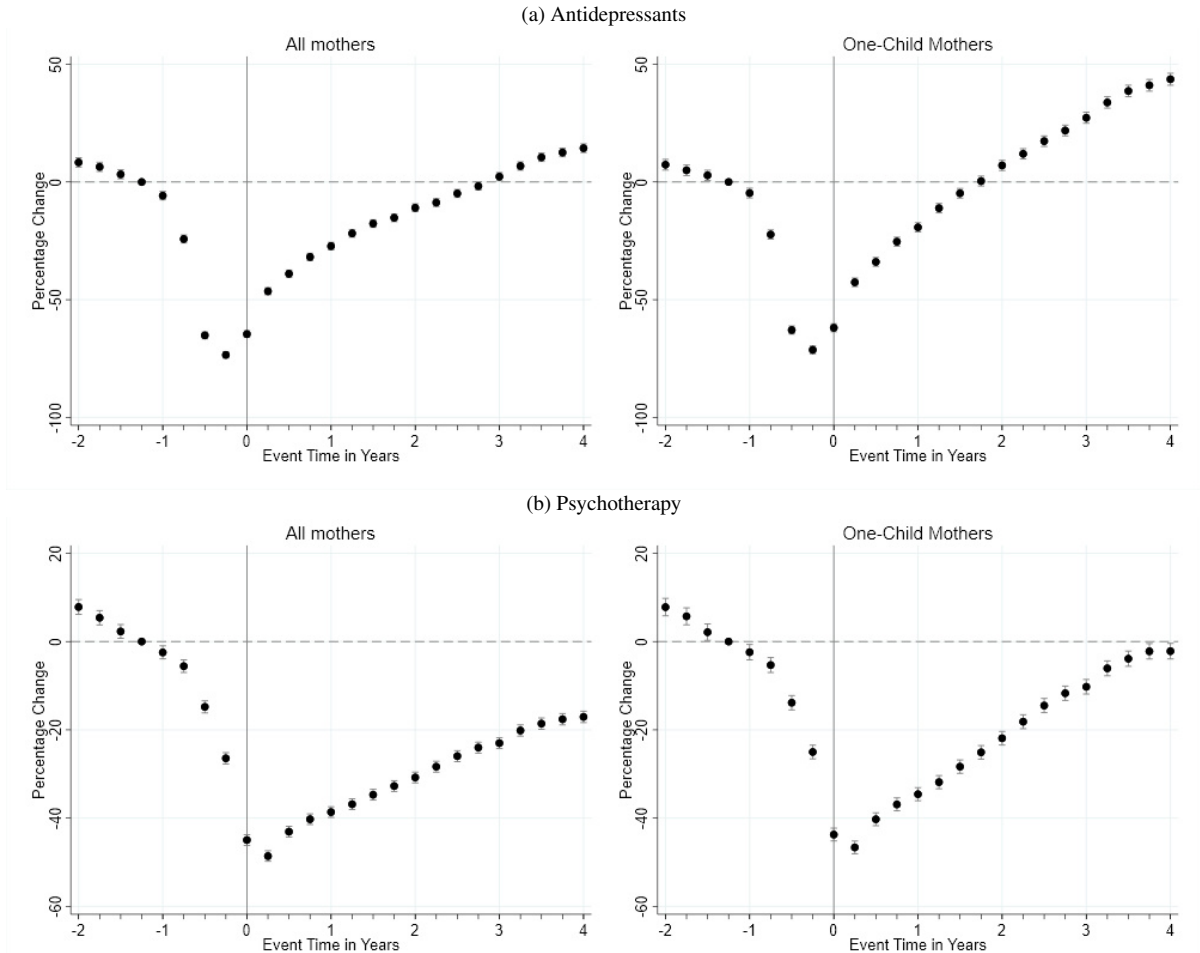 (a) Antidepressants
All mothers
Percentage Change
50
0
-50
-100
-2 -1 0 1 2 3 4
Event Time in Years
One-Child Mothers
Percentage Change
50
0
-50
-100
-2 -1 0 1 2 3 4
Event Time in Years
(b) Psychotherapy
All mothers
Percentage Change
20
0
-20
-40
-60
-2 -1 0 1 2 3 4
Event Time in Years
One-Child Mothers
Percentage Change
20
0
-20
-40
-60
-2 -1 0 1 2 3 4
Event Time in Years